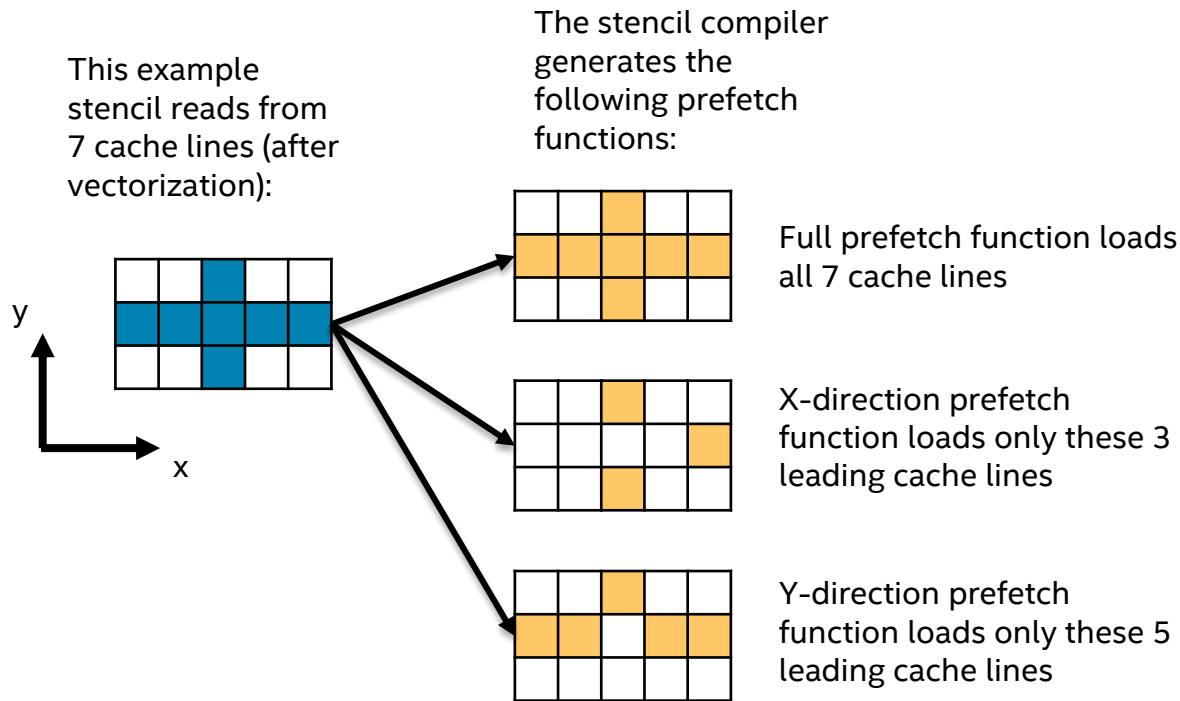 This example
stencil reads from
7 cache lines (after
vectorization):
The stencil compiler
generates the
following prefetch
functions:
y
x
Full prefetch function loads
all 7 cache lines
X-direction prefetch
function loads only these 3
leading cache lines
Y-direction prefetch
function loads only these 5
leading cache lines